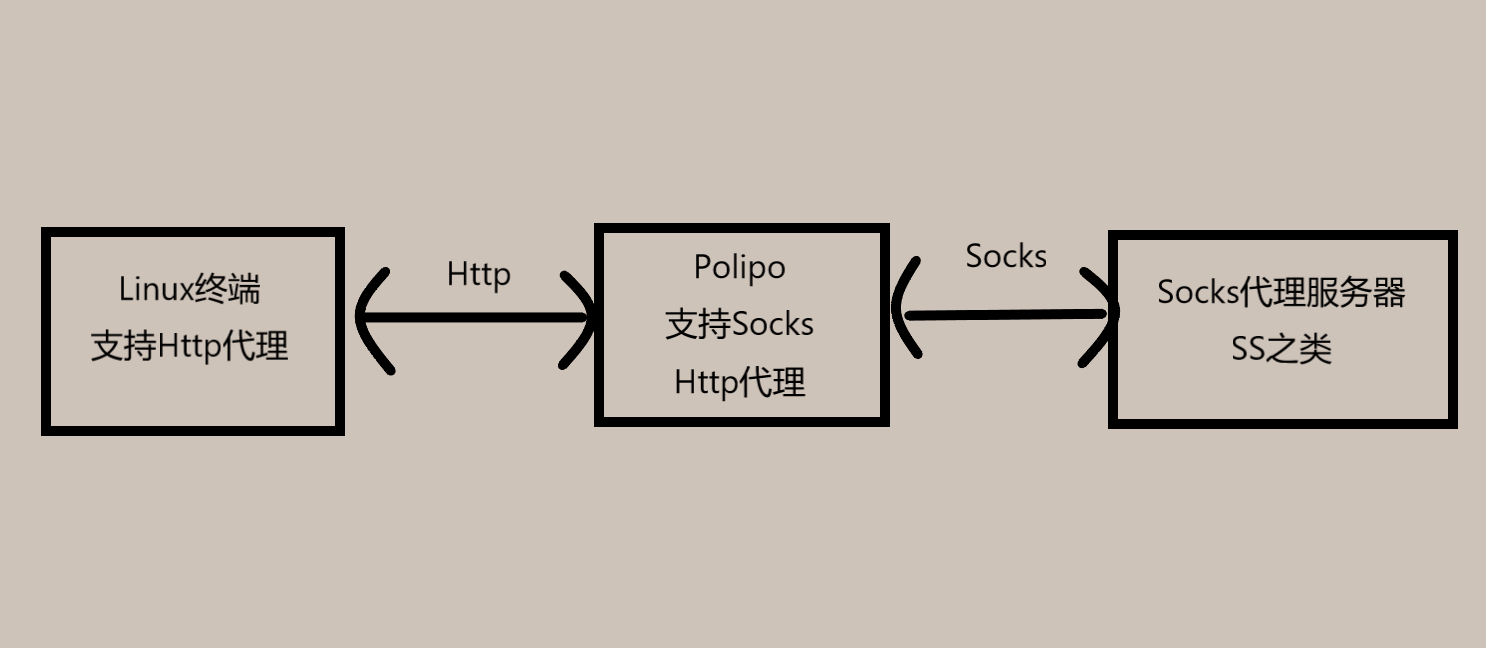 Linux终端
支持Http代理
Http
Polipo
支持Socks
Http代理
Socks
Socks代理服务器
SS之类